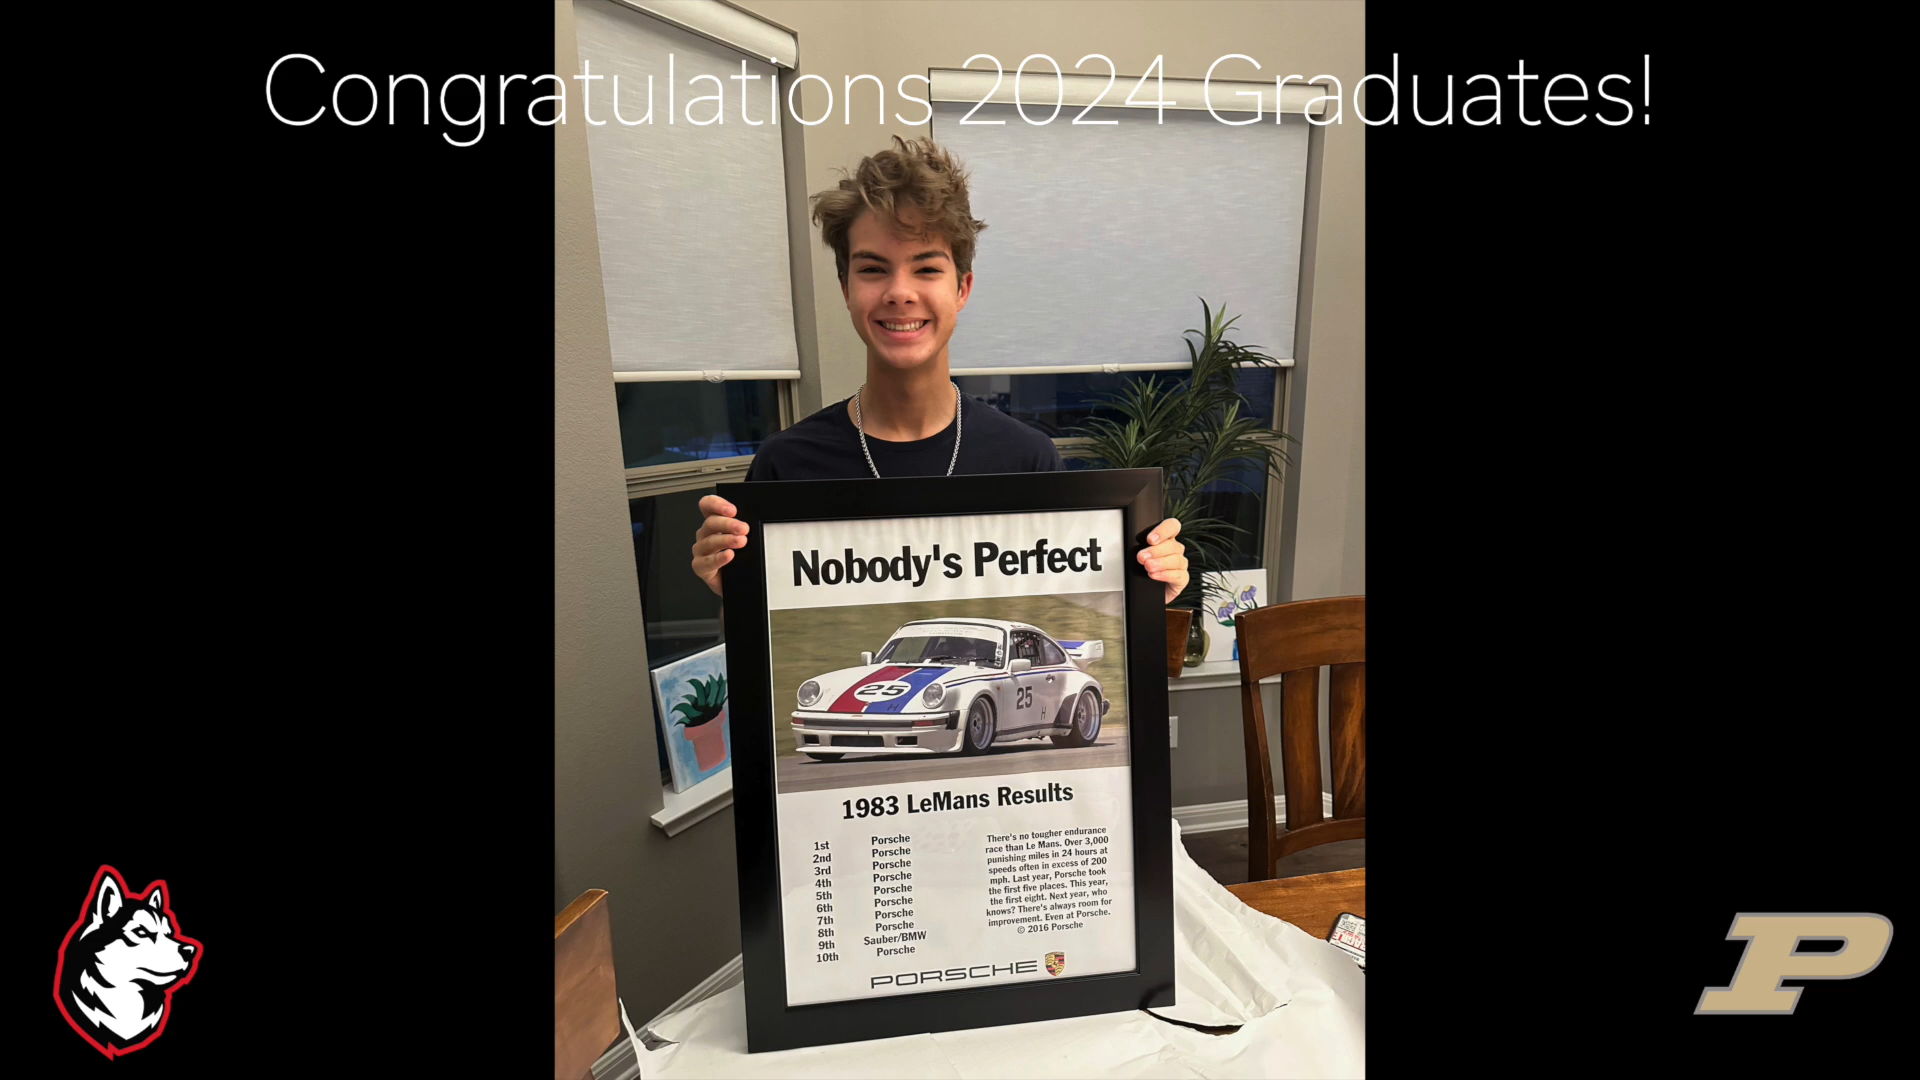 Congratulations 2024 Graduates!
Nobody's Perfect
25
25
H
H
1983 LeMans Results
1st Porsche
2nd Porsche
3rd Porsche
4th Porsche
5th Porsche
6th Porsche
7th Porsche
8th Porsche
9th Sauber/BMW
10th Porsche
There's no tougher endurance
race than Le Mans. Over 3,000
punishing miles in 24 hours at
speeds often in excess of 200
mph. Last year, Porsche took
the first five places. This year,
the first eight. Next year, who
knows? There's always room for
improvement. Even at Porsche.
© 2016 Porsche
PORSCHE
P